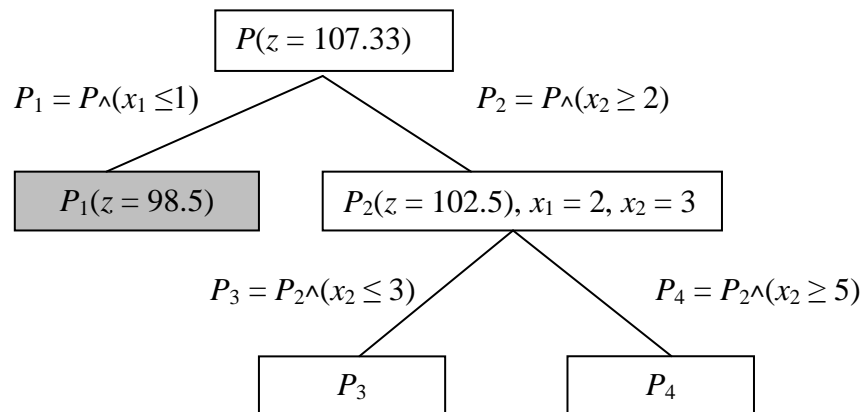 P(z = 107.33)
P₁ = P∧(x₁ ≤1)
P₂ = P∧(x₂ ≥ 2)
P₁(z = 98.5)
P₂(z = 102.5), x₁ = 2, x₂ = 3
P₃ = P₂∧(x₂ ≤ 3)
P₄ = P₂∧(x₂ ≥ 5)
P₃
P₄